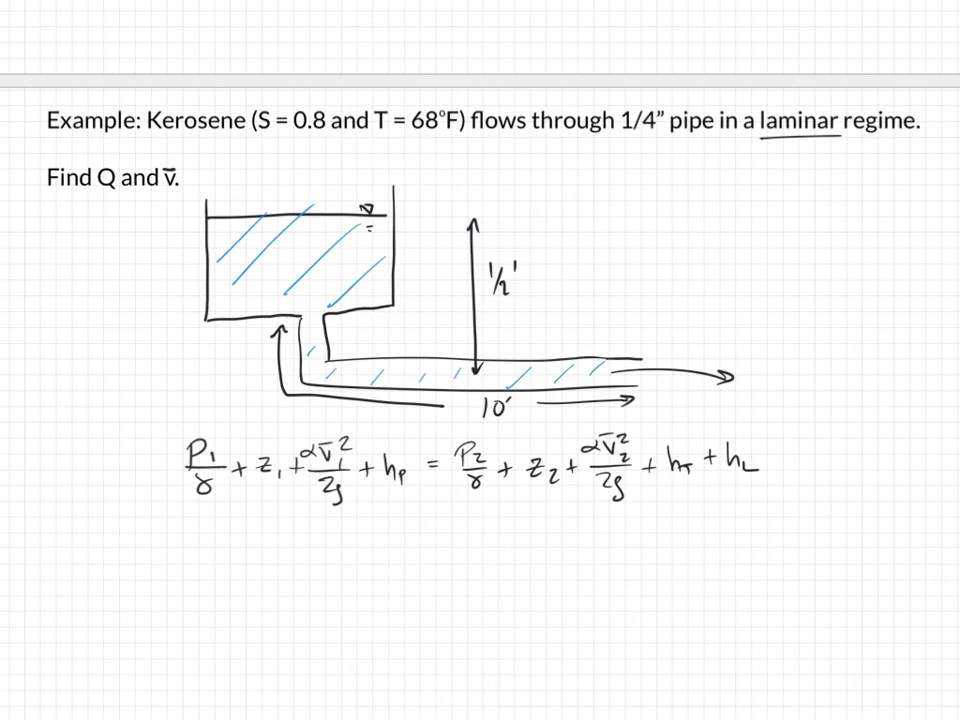 Example: Kerosene (S = 0.8 and T = 68°F) flows through 1/4” pipe in a laminar regime.
Find Q and v̄.
1/2'
10'
P₁/γ + z₁ + αv̄₁²/2g + hₚ = P₂/γ + z₂ + αv̄₂²/2g + h_T + h_L